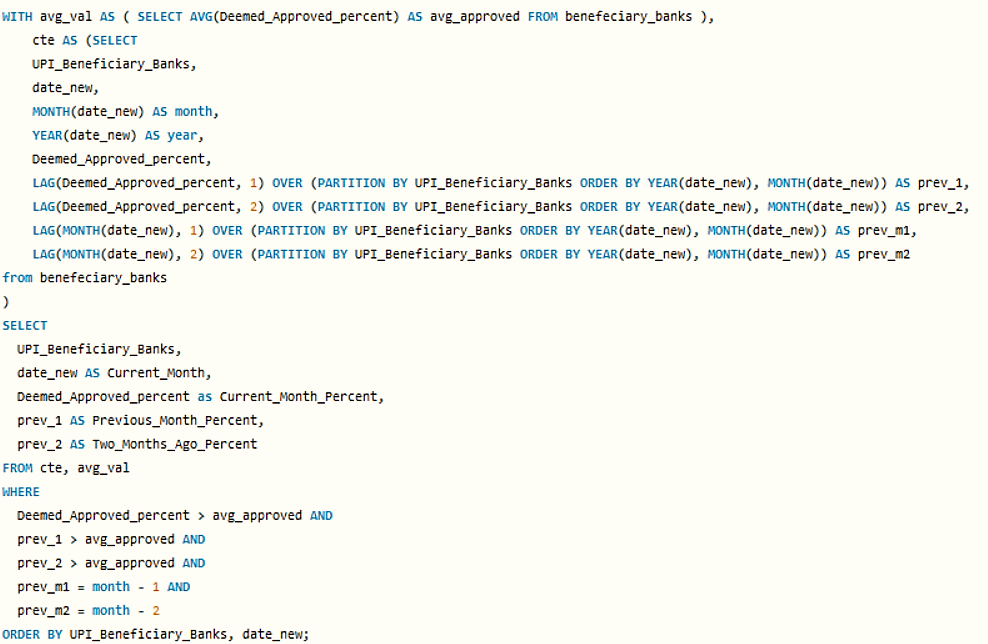 WITH avg_val AS ( SELECT AVG(Deemed_Approved_percent) AS avg_approved FROM benefeciary_banks ),
cte AS (SELECT
UPI_Beneficiary_Banks,
date_new,
MONTH(date_new) AS month,
YEAR(date_new) AS year,
Deemed_Approved_percent,
LAG(Deemed_Approved_percent, 1) OVER (PARTITION BY UPI_Beneficiary_Banks ORDER BY YEAR(date_new), MONTH(date_new)) AS prev_1,
LAG(Deemed_Approved_percent, 2) OVER (PARTITION BY UPI_Beneficiary_Banks ORDER BY YEAR(date_new), MONTH(date_new)) AS prev_2,
LAG(MONTH(date_new), 1) OVER (PARTITION BY UPI_Beneficiary_Banks ORDER BY YEAR(date_new), MONTH(date_new)) AS prev_m1,
LAG(MONTH(date_new), 2) OVER (PARTITION BY UPI_Beneficiary_Banks ORDER BY YEAR(date_new), MONTH(date_new)) AS prev_m2
from benefeciary_banks
)
SELECT
UPI_Beneficiary_Banks,
date_new AS Current_Month,
Deemed_Approved_percent as Current_Month_Percent,
prev_1 AS Previous_Month_Percent,
prev_2 AS Two_Months_Ago_Percent
FROM cte, avg_val
WHERE
Deemed_Approved_percent > avg_approved AND
prev_1 > avg_approved AND
prev_2 > avg_approved AND
prev_m1 = month - 1 AND
prev_m2 = month - 2
ORDER BY UPI_Beneficiary_Banks, date_new;